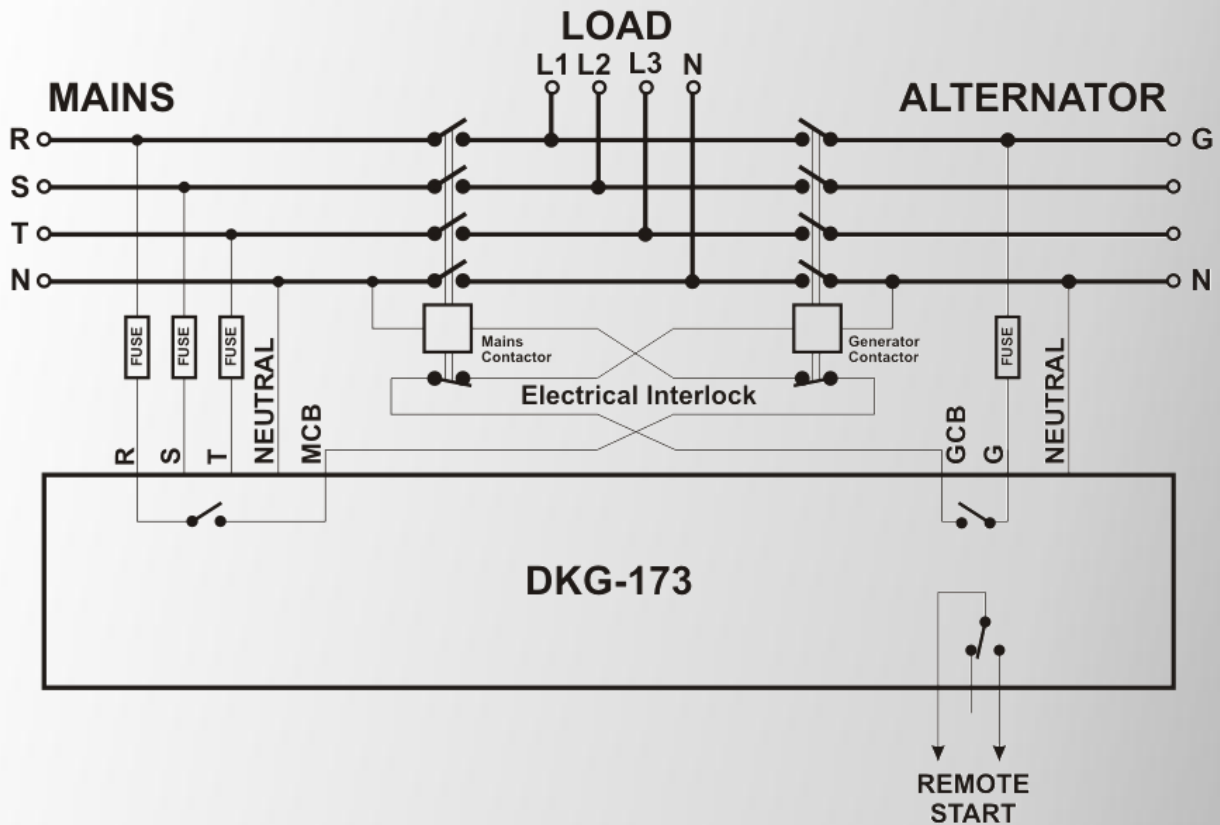 LOAD
L1 L2 L3 N
MAINS
ALTERNATOR
R
G
S
T
N
N
FUSE
FUSE
FUSE
NEUTRAL
MCB
Mains
Contactor
Generator
Contactor
Electrical Interlock
FUSE
GCB
G
NEUTRAL
R
S
T
DKG-173
REMOTE
START